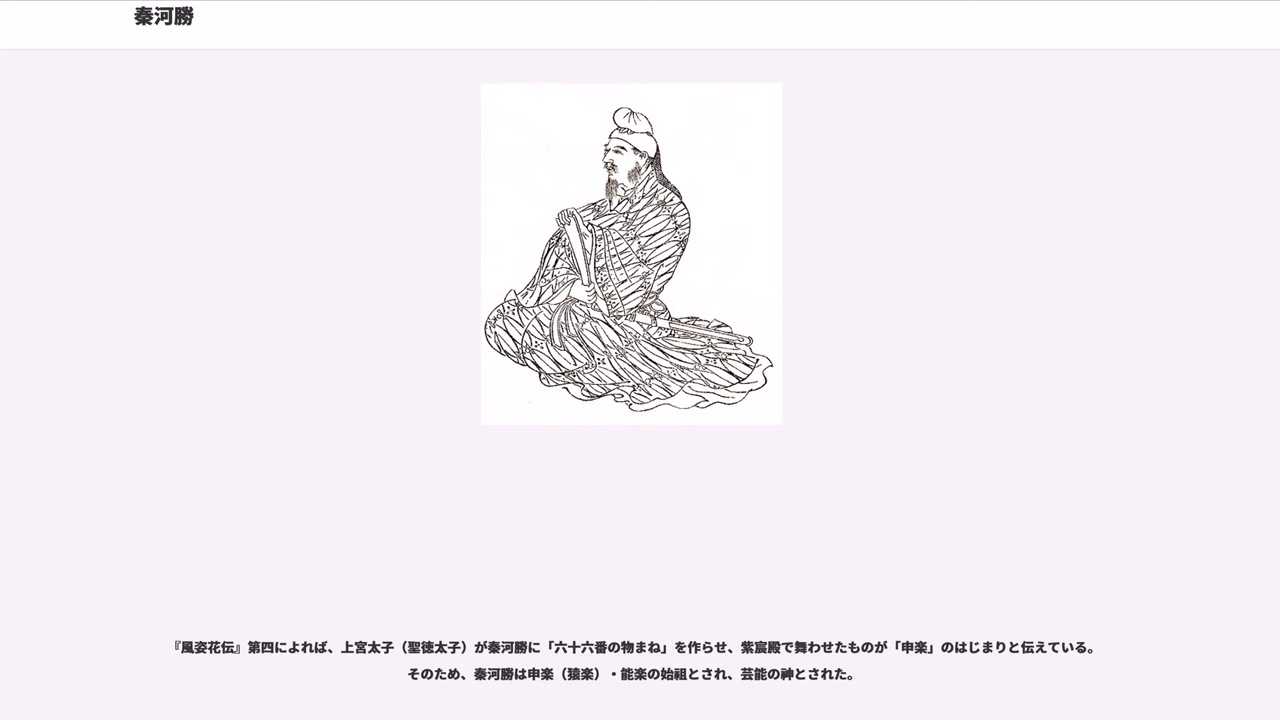 秦河勝
『風姿花伝』第四によれば、上宮太子（聖徳太子）が秦河勝に「六十六番の物まね」を作らせ、紫宸殿で舞わせたものが「申楽」のはじまりと伝えている。
そのため、秦河勝は申楽（猿楽）・能楽の始祖とされ、芸能の神とされた。